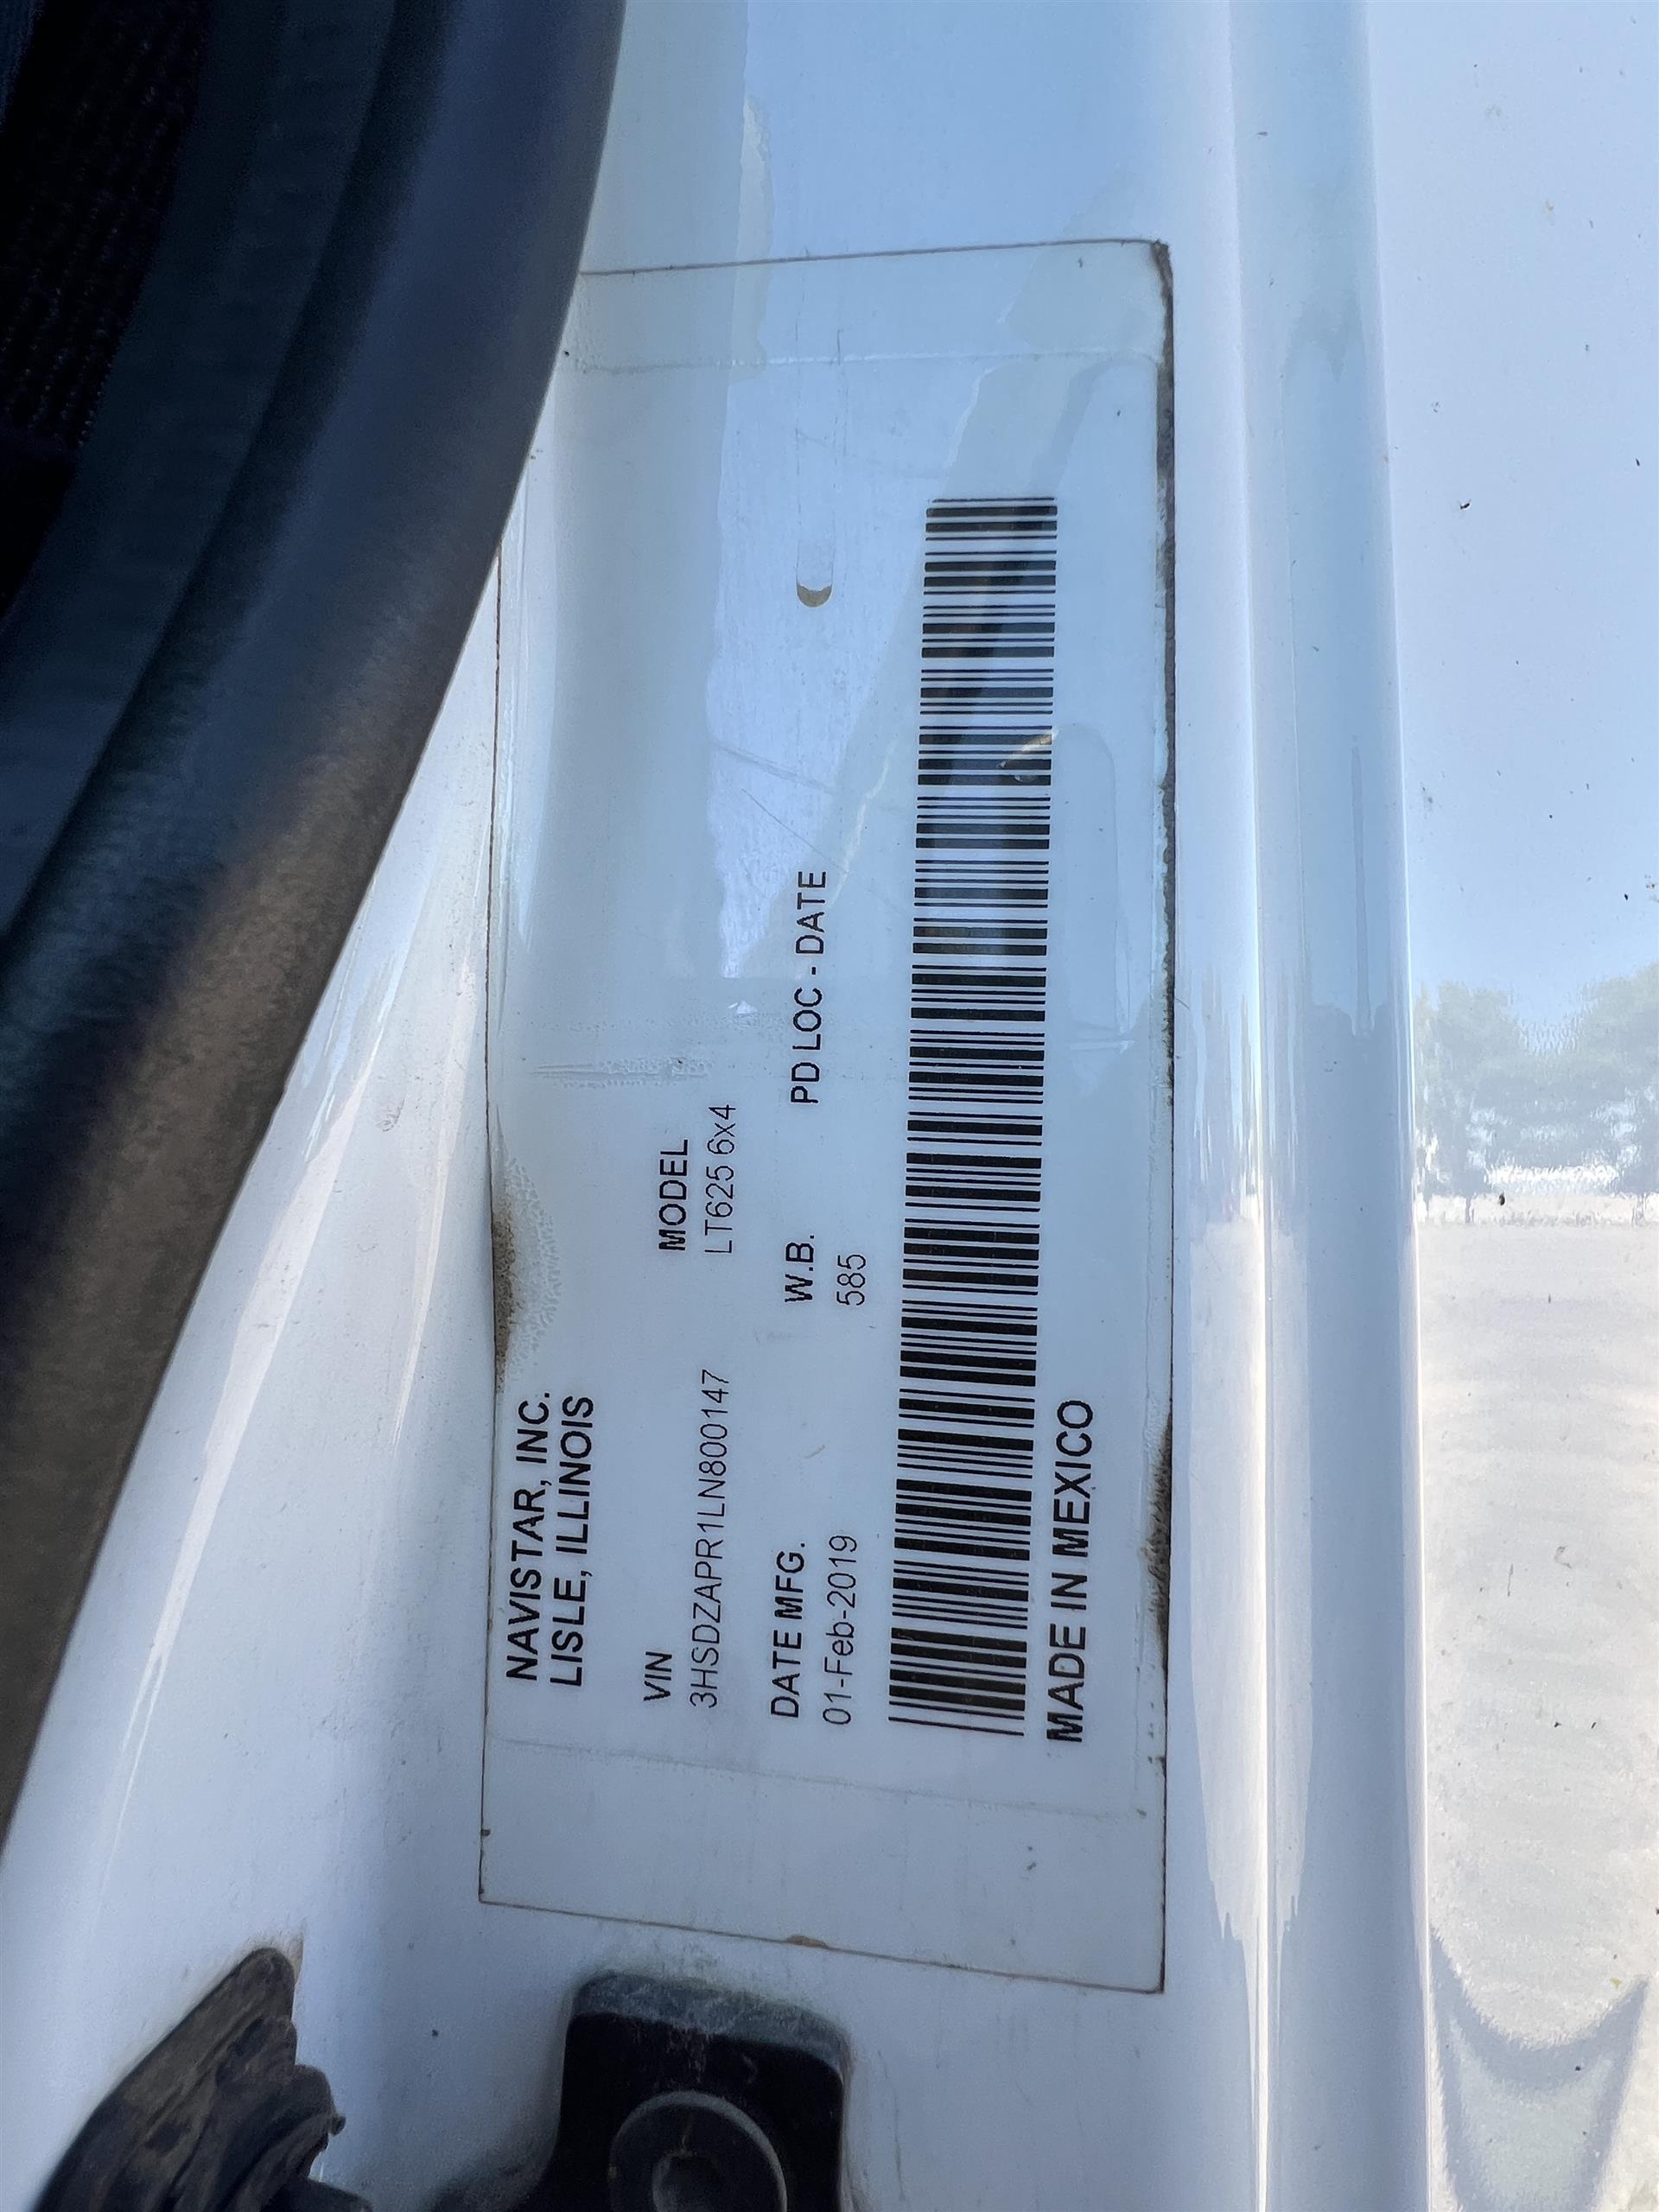 NAVISTAR, INC.
LISLE, ILLINOIS
VIN MODEL
3HSDZAPR1LN800147 LT625 6x4
DATE MFG. W.B. PD LOC - DATE
01-Feb-2019 585
MADE IN MEXICO